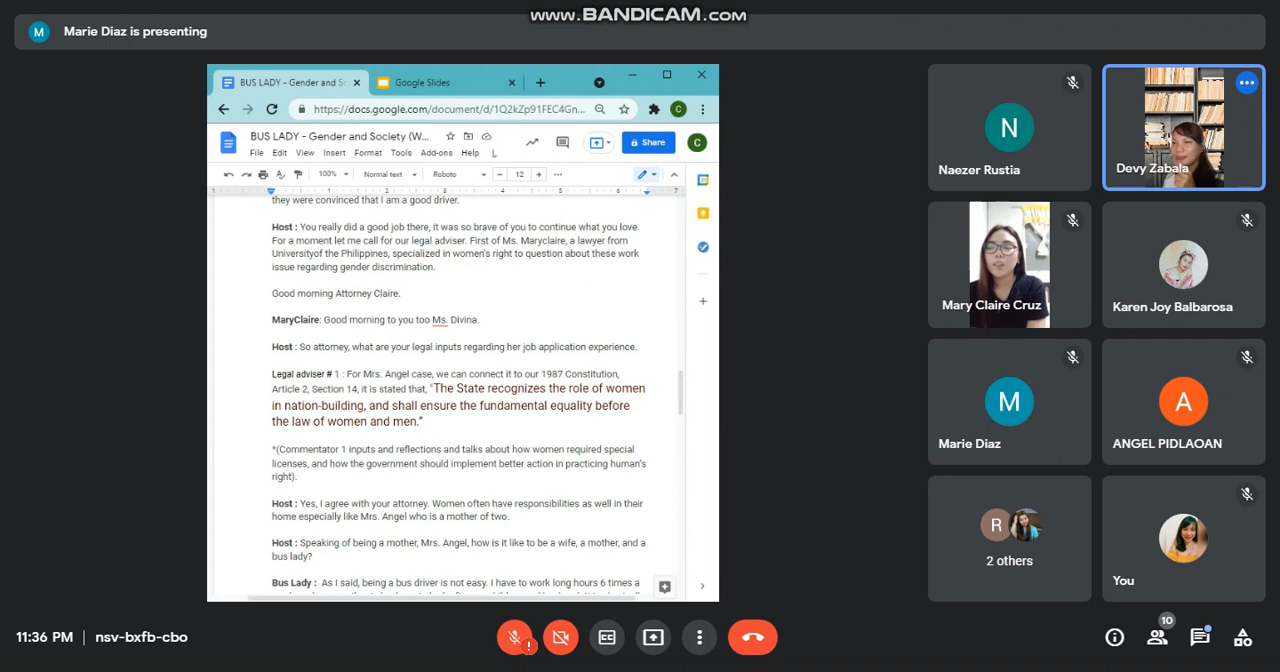 www.BANDICAM.com
M Marie Diaz is presenting
BUS LADY - Gender and So
Google Slides
https://docs.google.com/document/d/1Q2kZp91FEC4Gn...
C
BUS LADY - Gender and Society (W...
File Edit View Insert Format Tools Add-ons Help L
Share
C
100% Normal text Roboto 12
they were convinced that I am a good driver.
Host : You really did a good job there, it was so brave of you to continue what you love.
For a moment let me call for our legal adviser. First of Ms. Maryclaire, a lawyer from
Universityof the Philippines, specialized in women's right to question about these work
issue regarding gender discrimination.
Good morning Attorney Claire.
MaryClaire: Good morning to you too Ms. Divina.
Host : So attorney, what are your legal inputs regarding her job application experience.
Legal adviser # 1 : For Mrs. Angel case, we can connect it to our 1987 Constitution,
Article 2, Section 14, it is stated that, "The State recognizes the role of women
in nation-building, and shall ensure the fundamental equality before
the law of women and men."
*(Commentator 1 inputs and reflections and talks about how women required special
licenses, and how the government should implement better action in practicing human's
right).
Host : Yes, I agree with your attorney. Women often have responsibilities as well in their
home especially like Mrs. Angel who is a mother of two.
Host : Speaking of being a mother, Mrs. Angel, how is it like to be a wife, a mother, and a
bus lady?
Bus Lady : As I said, being a bus driver is not easy. I have to work long hours 6 times a
N
Naezer Rustia
Devy Zabala
Mary Claire Cruz
Karen Joy Balbarosa
M
Marie Diaz
A
ANGEL PIDLAOAN
R
2 others
You
11:36 PM | nsv-bxfb-cbo
10